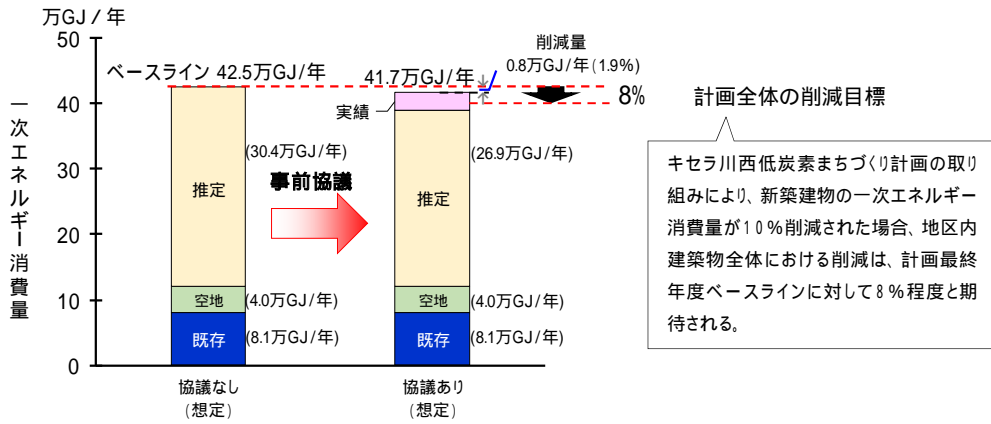 万GJ/年
一次エネルギー消費量
50
40
30
20
10
0
ベースライン 42.5万GJ/年
推定
(30.4万GJ/年)
空地
(4.0万GJ/年)
既存
(8.1万GJ/年)
協議なし
(想定)
事前協議
41.7万GJ/年
実績
推定
(26.9万GJ/年)
空地
(4.0万GJ/年)
既存
(8.1万GJ/年)
協議あり
(想定)
削減量
0.8万GJ/年(1.9%)
8%
計画全体の削減目標
キセラ川西低炭素まちづくり計画の取り
組みにより、新築建物の一次エネルギー
消費量が10%削減された場合、地区内
建築物全体における削減は、計画最終
年度ベースラインに対して8%程度と期
待される。